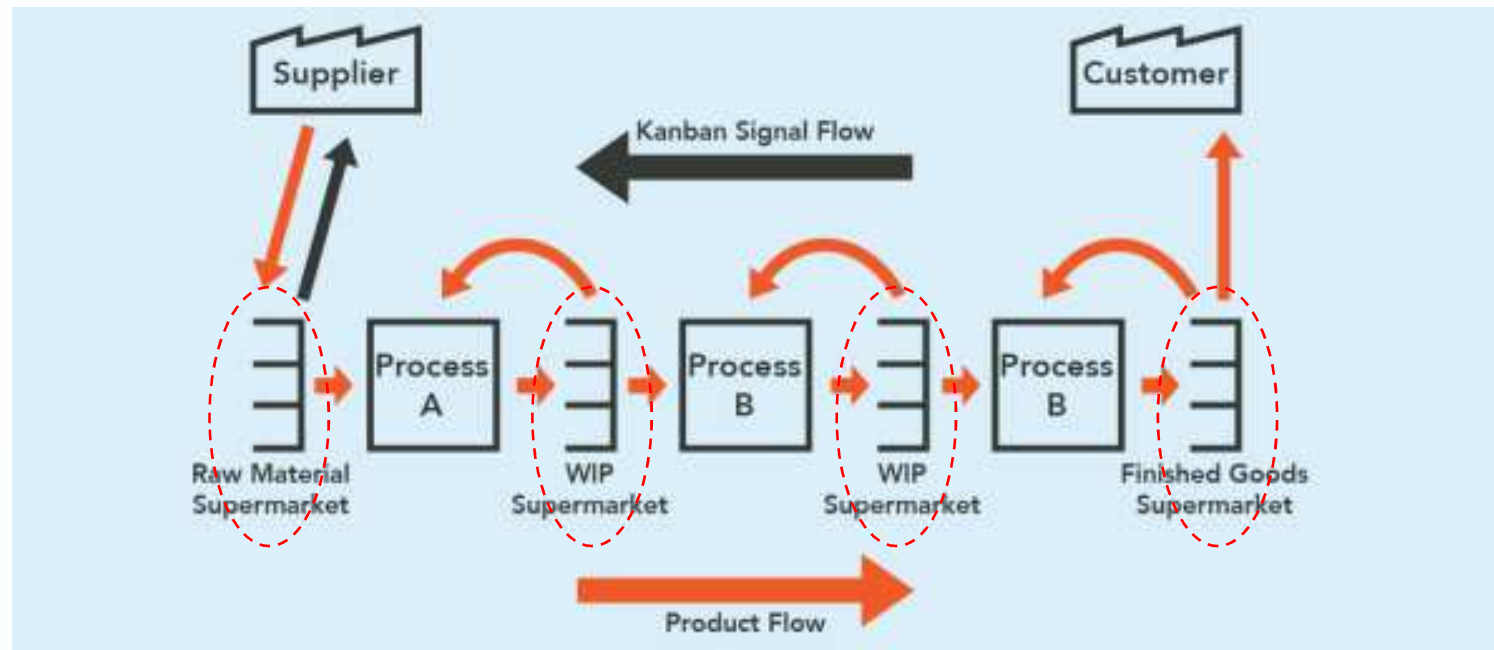 Supplier
Customer
Kanban Signal Flow
Process
A
Process
B
Process
B
Raw Material
Supermarket
WIP
Supermarket
WIP
Supermarket
Finished Goods
Supermarket
Product Flow